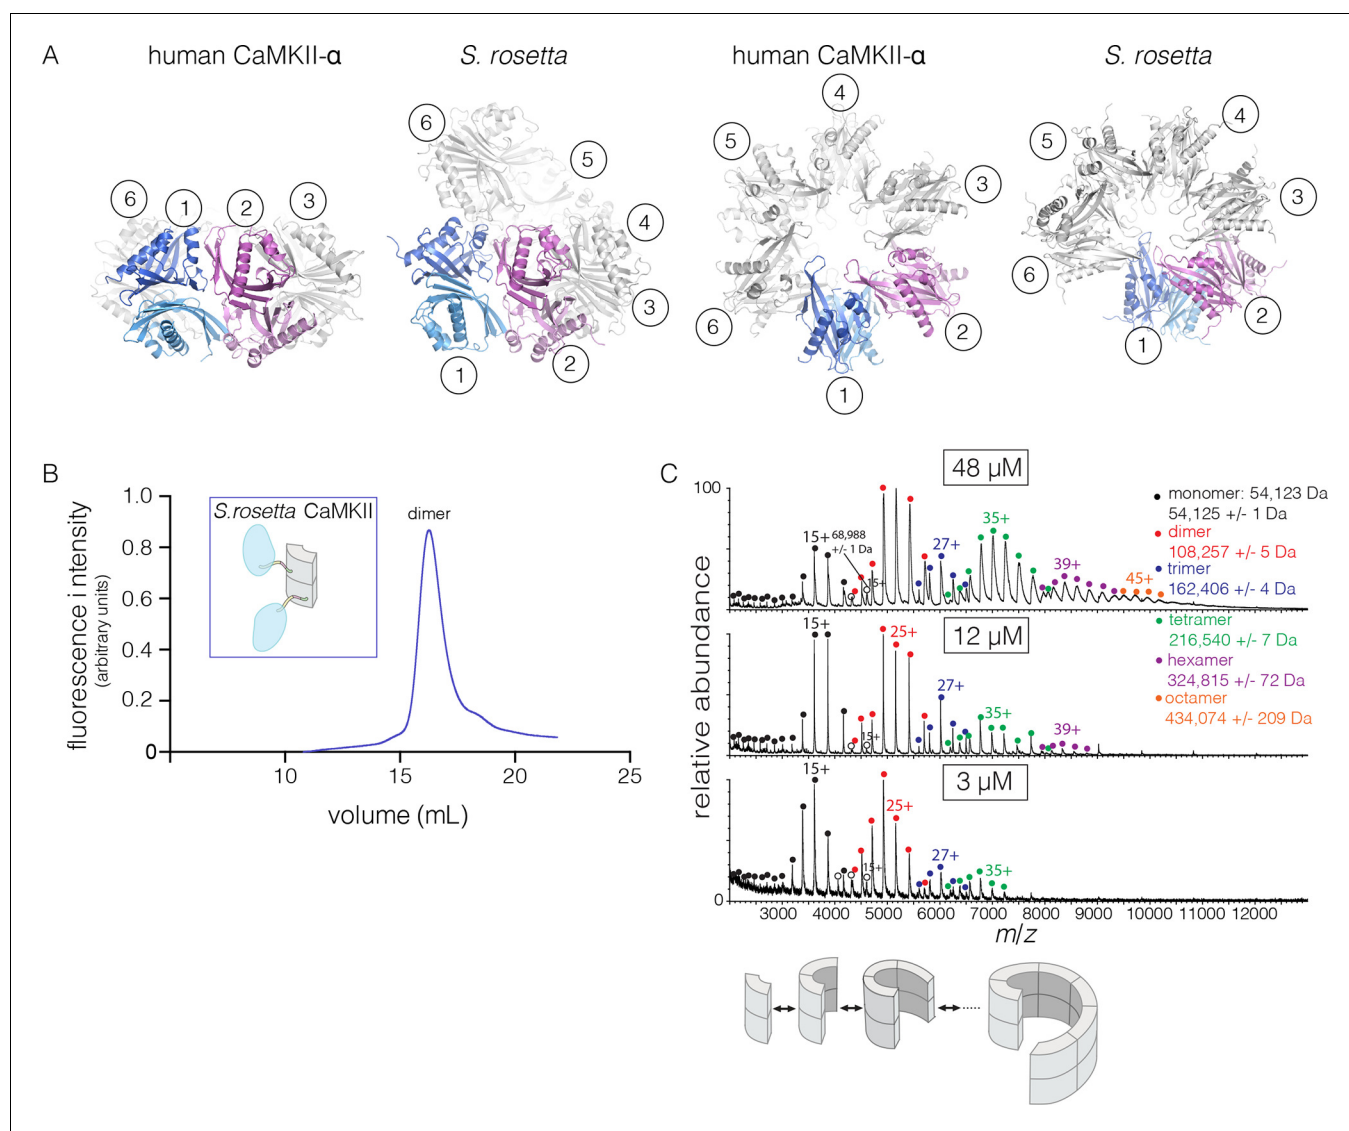 A
human CaMKII-α
S. rosetta
human CaMKII-α
S. rosetta
6
1
2
3
6
5
4
3
1
2
4
5
3
6
2
1
5
4
3
6
2
1
B
fluorescence intensity
(arbitrary units)
1.0
0.8
0.6
0.4
0.2
0
10
15
20
25
volume (mL)
S.rosetta CaMKII
dimer
C
relative abundance
100
0
48 µM
15+
68,988
+/- 1 Da
15+
27+
35+
39+
45+
monomer: 54,123 Da
54,125 +/- 1 Da
dimer
108,257 +/- 5 Da
trimer
162,406 +/- 4 Da
tetramer
216,540 +/- 7 Da
hexamer
324,815 +/- 72 Da
octamer
434,074 +/- 209 Da
12 µM
15+
15+
25+
27+
35+
39+
3 µM
15+
15+
25+
27+
35+
3000
4000
5000
6000
7000
8000
9000
10000
11000
12000
m/z